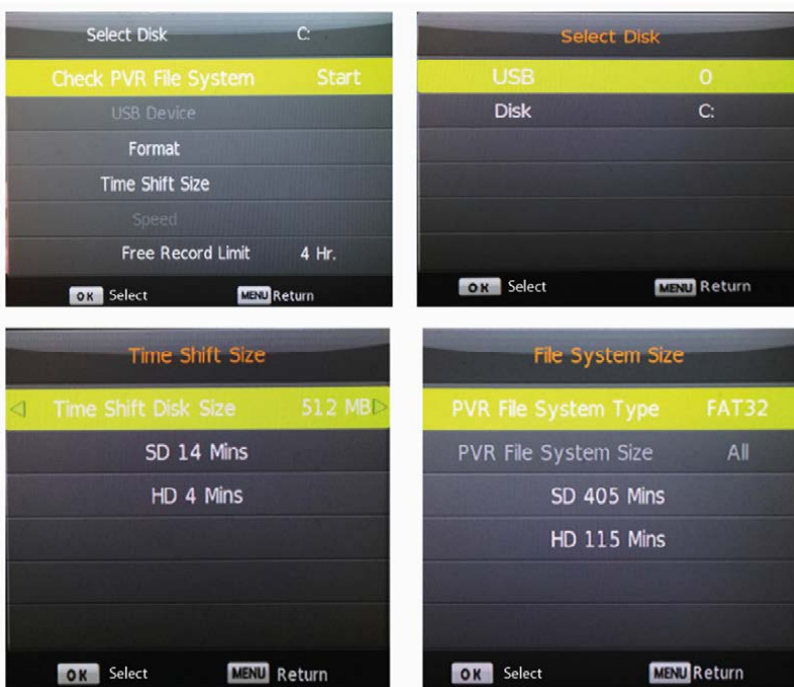 Select Disk C:
Check PVR File System Start
USB Device
Format
Time Shift Size
Speed
Free Record Limit 4 Hr.
OK Select MENU Return
Select Disk
USB 0
Disk C:
OK Select MENU Return
Time Shift Size
Time Shift Disk Size 512 MB
SD 14 Mins
HD 4 Mins
OK Select MENU Return
File System Size
PVR File System Type FAT32
PVR File System Size All
SD 405 Mins
HD 115 Mins
OK Select MENU Return